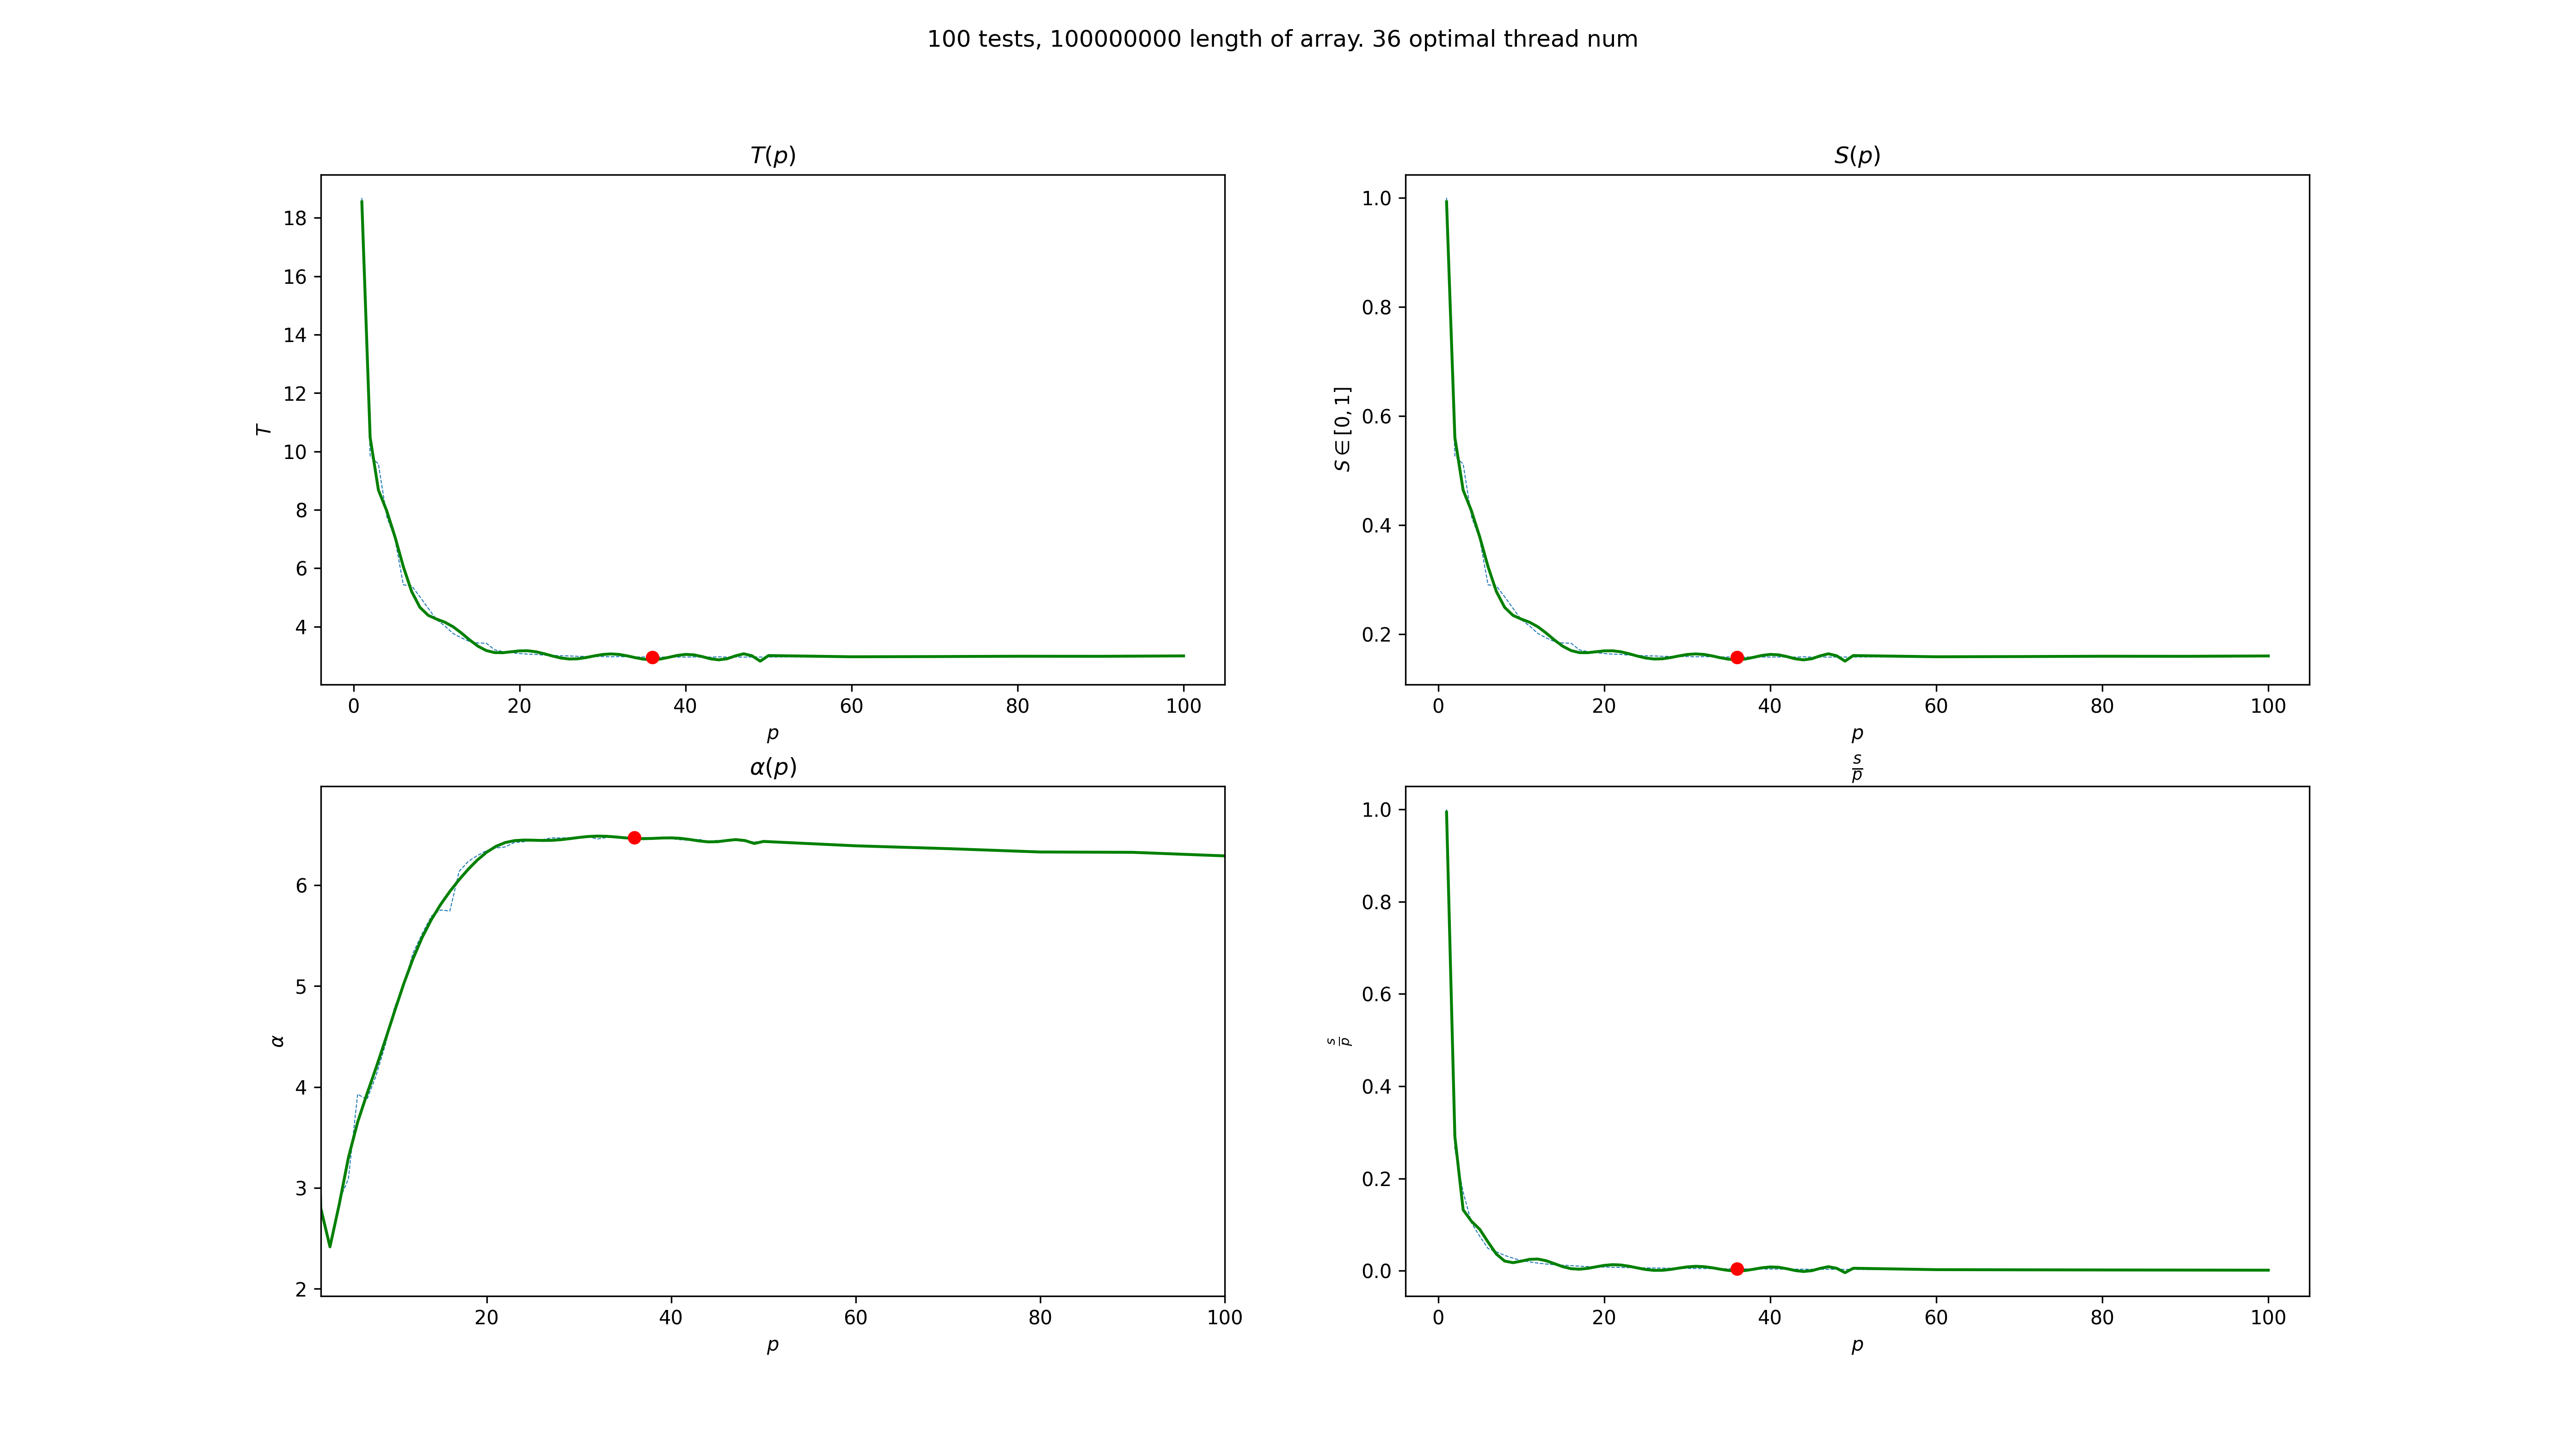 100 tests, 100000000 length of array. 36 optimal thread num
T(p)
18
16
14
12
10
8
6
4
T
0 20 40 60 80 100
p
S(p)
1.0
0.8
0.6
0.4
0.2
S ∈ [0, 1]
0 20 40 60 80 100
p
α(p)
6
5
4
3
2
α
20 40 60 80 100
p
s/p
1.0
0.8
0.6
0.4
0.2
0.0
s/p
0 20 40 60 80 100
p